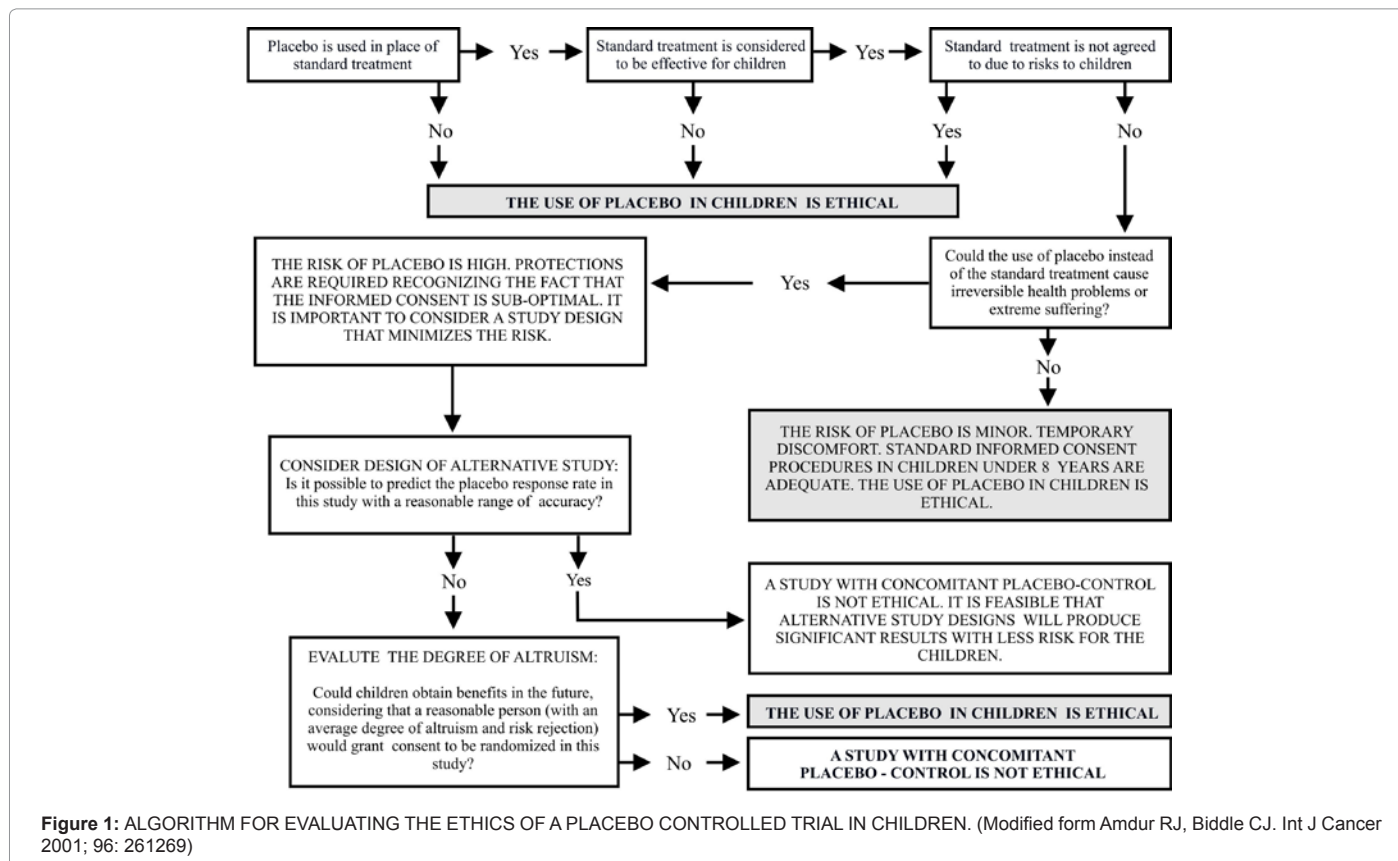 Placebo is used in place of
standard treatment
Yes
Standard treatment is considered
to be effective for children
Yes
Standard treatment is not agreed
to due to risks to children
No
No
Yes
No
THE USE OF PLACEBO IN CHILDREN IS ETHICAL
Could the use of placebo instead
of the standard treatment cause
irreversible health problems or
extreme suffering?
Yes
THE RISK OF PLACEBO IS HIGH. PROTECTIONS
ARE REQUIRED RECOGNIZING THE FACT THAT
THE INFORMED CONSENT IS SUB-OPTIMAL. IT
IS IMPORTANT TO CONSIDER A STUDY DESIGN
THAT MINIMIZES THE RISK.
No
THE RISK OF PLACEBO IS MINOR. TEMPORARY
DISCOMFORT. STANDARD INFORMED CONSENT
PROCEDURES IN CHILDREN UNDER 8 YEARS ARE
ADEQUATE. THE USE OF PLACEBO IN CHILDREN IS
ETHICAL.
CONSIDER DESIGN OF ALTERNATIVE STUDY:
Is it possible to predict the placebo response rate in
this study with a reasonable range of accuracy?
No
Yes
A STUDY WITH CONCOMITANT PLACEBO-CONTROL
IS NOT ETHICAL. IT IS FEASIBLE THAT
ALTERNATIVE STUDY DESIGNS WILL PRODUCE
SIGNIFICANT RESULTS WITH LESS RISK FOR THE
CHILDREN.
EVALUTE THE DEGREE OF ALTRUISM:
Could children obtain benefits in the future,
considering that a reasonable person (with an
average degree of altruism and risk rejection)
would grant consent to be randomized in this
study?
Yes
THE USE OF PLACEBO IN CHILDREN IS ETHICAL
No
A STUDY WITH CONCOMITANT
PLACEBO - CONTROL IS NOT ETHICAL
Figure 1: ALGORITHM FOR EVALUATING THE ETHICS OF A PLACEBO CONTROLLED TRIAL IN CHILDREN. (Modified form Amdur RJ, Biddle CJ. Int J Cancer
2001; 96: 261269)